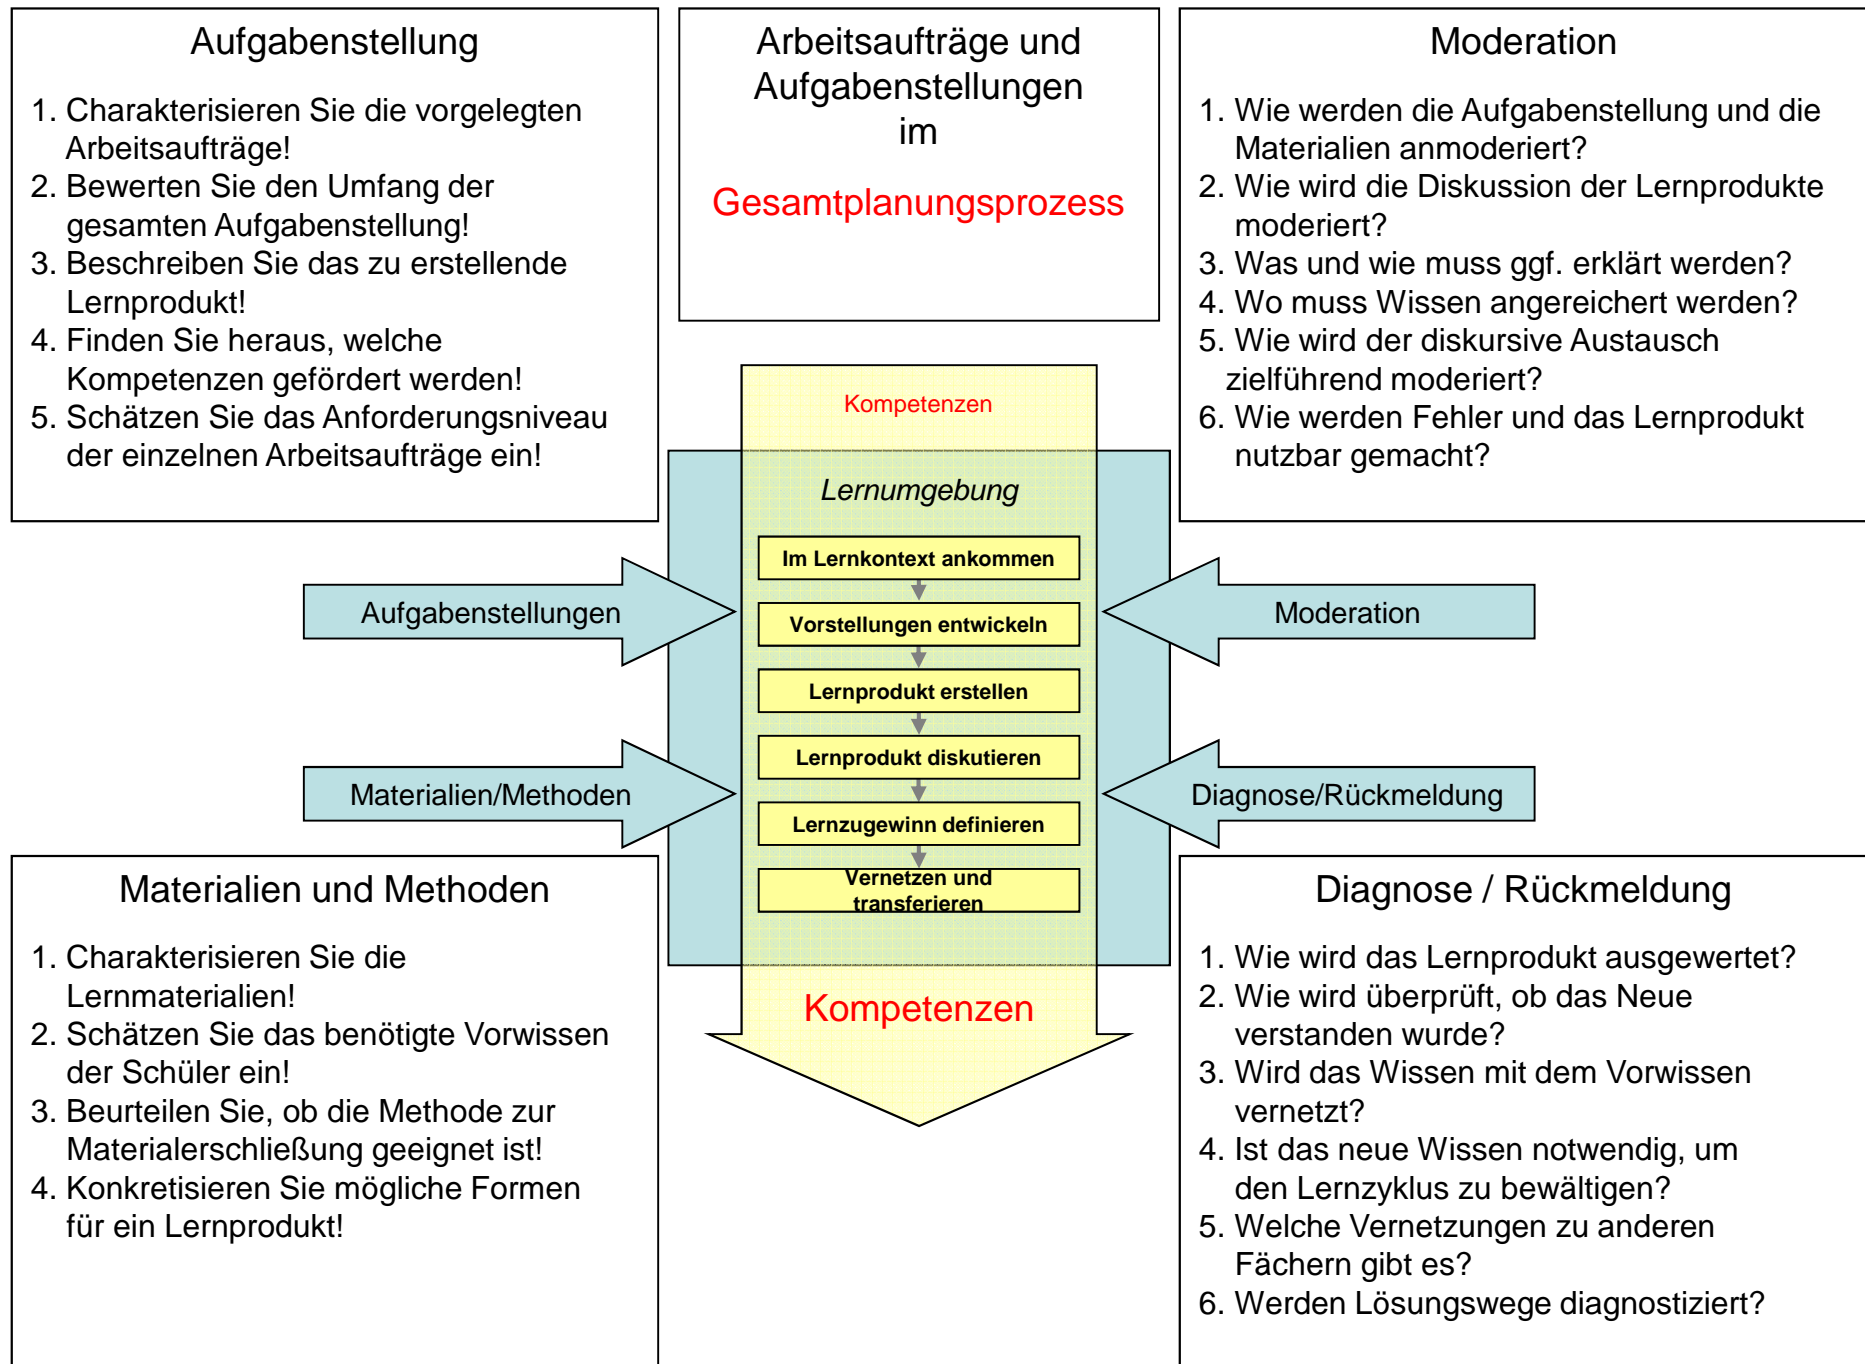 Aufgabenstellung
1. Charakterisieren Sie die vorgelegten
Arbeitsaufträge!
2. Bewerten Sie den Umfang der
gesamten Aufgabenstellung!
3. Beschreiben Sie das zu erstellende
Lernprodukt!
4. Finden Sie heraus, welche
Kompetenzen gefördert werden!
5. Schätzen Sie das Anforderungsniveau
der einzelnen Arbeitsaufträge ein!
Arbeitsaufträge und
Aufgabenstellungen
im
Gesamtplanungsprozess
Moderation
1. Wie werden die Aufgabenstellung und die
Materialien anmoderiert?
2. Wie wird die Diskussion der Lernprodukte
moderiert?
3. Was und wie muss ggf. erklärt werden?
4. Wo muss Wissen angereichert werden?
5. Wie wird der diskursive Austausch
zielführend moderiert?
6. Wie werden Fehler und das Lernprodukt
nutzbar gemacht?
Kompetenzen
Lernumgebung
Im Lernkontext ankommen
Vorstellungen entwickeln
Lernprodukt erstellen
Lernprodukt diskutieren
Lernzugewinn definieren
Vernetzen und
transferieren
Kompetenzen
Aufgabenstellungen
Moderation
Materialien/Methoden
Diagnose/Rückmeldung
Materialien und Methoden
1. Charakterisieren Sie die
Lernmaterialien!
2. Schätzen Sie das benötigte Vorwissen
der Schüler ein!
3. Beurteilen Sie, ob die Methode zur
Materialerschließung geeignet ist!
4. Konkretisieren Sie mögliche Formen
für ein Lernprodukt!
Diagnose / Rückmeldung
1. Wie wird das Lernprodukt ausgewertet?
2. Wie wird überprüft, ob das Neue
verstanden wurde?
3. Wird das Wissen mit dem Vorwissen
vernetzt?
4. Ist das neue Wissen notwendig, um
den Lernzyklus zu bewältigen?
5. Welche Vernetzungen zu anderen
Fächern gibt es?
6. Werden Lösungswege diagnostiziert?